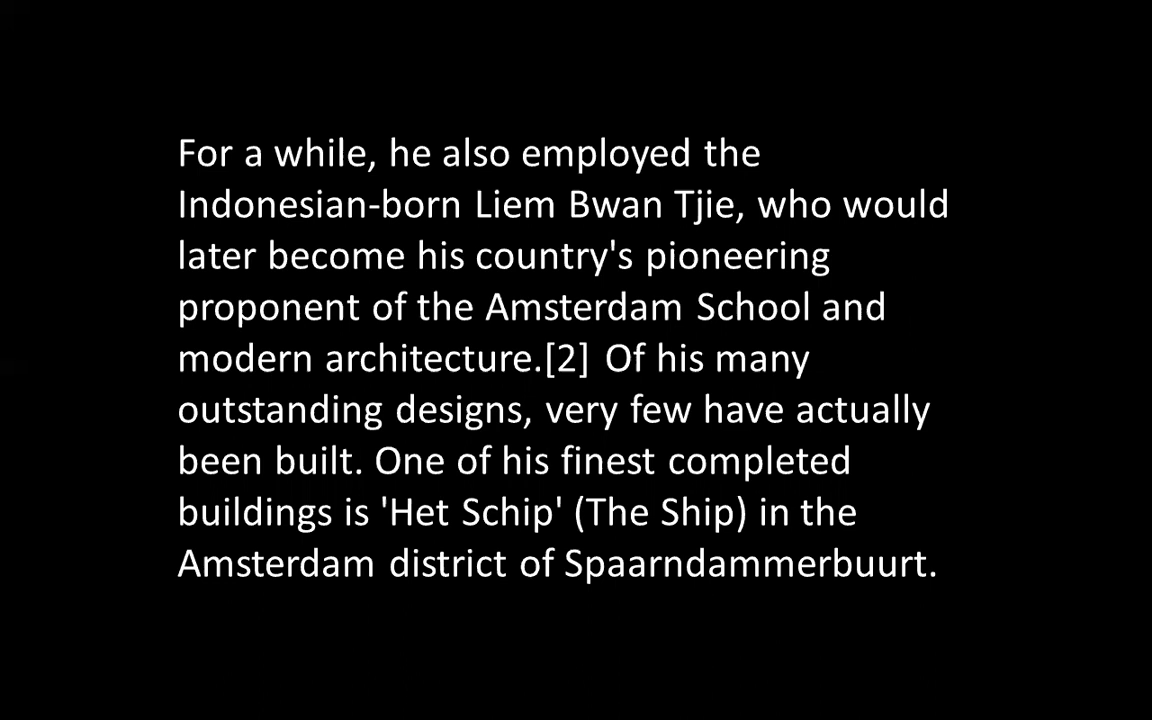 For a while, he also employed the
Indonesian-born Liem Bwan Tjie, who would
later become his country's pioneering
proponent of the Amsterdam School and
modern architecture.[2] Of his many
outstanding designs, very few have actually
been built. One of his finest completed
buildings is 'Het Schip' (The Ship) in the
Amsterdam district of Spaarndammerbuurt.